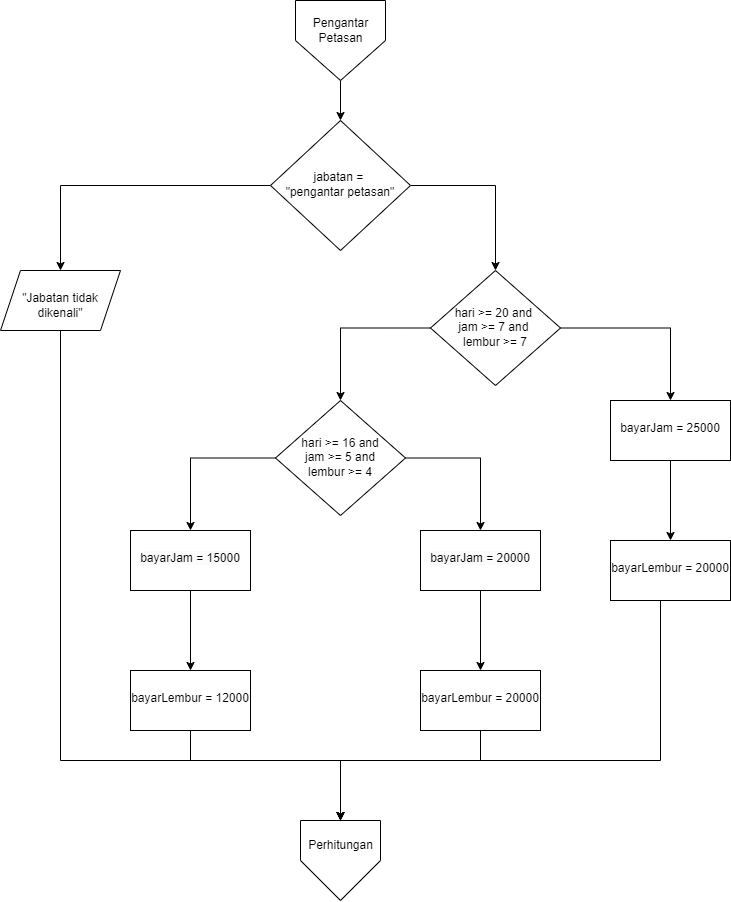 Pengantar
Petasan
jabatan =
"pengantar petasan"
"Jabatan tidak
dikenali"
hari >= 20 and
jam >= 7 and
lembur >= 7
hari >= 16 and
jam >= 5 and
lembur >= 4
bayarJam = 25000
bayarJam = 15000
bayarJam = 20000
bayarLembur = 20000
bayarLembur = 12000
bayarLembur = 20000
Perhitungan